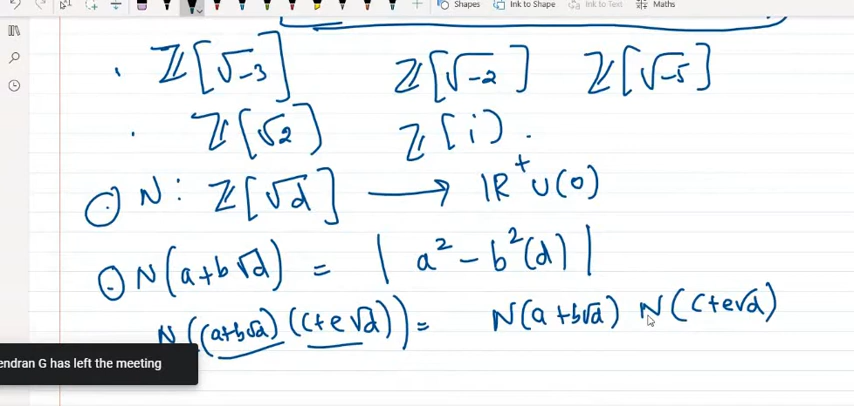 Shapes Ink to Shape Ink to Text Maths
. ℤ[√-3] ℤ[√-2] ℤ[√-5]
. ℤ[√2] ℤ[i].
⊙ N: ℤ[√d] ⟶ ℝ⁺ ∪ (0)
⊙ N(a+b√d) = | a² - b²(d) |
N((a+b√d)(c+e√d)) = N(a+b√d) N(c+e√d)
endran G has left the meeting